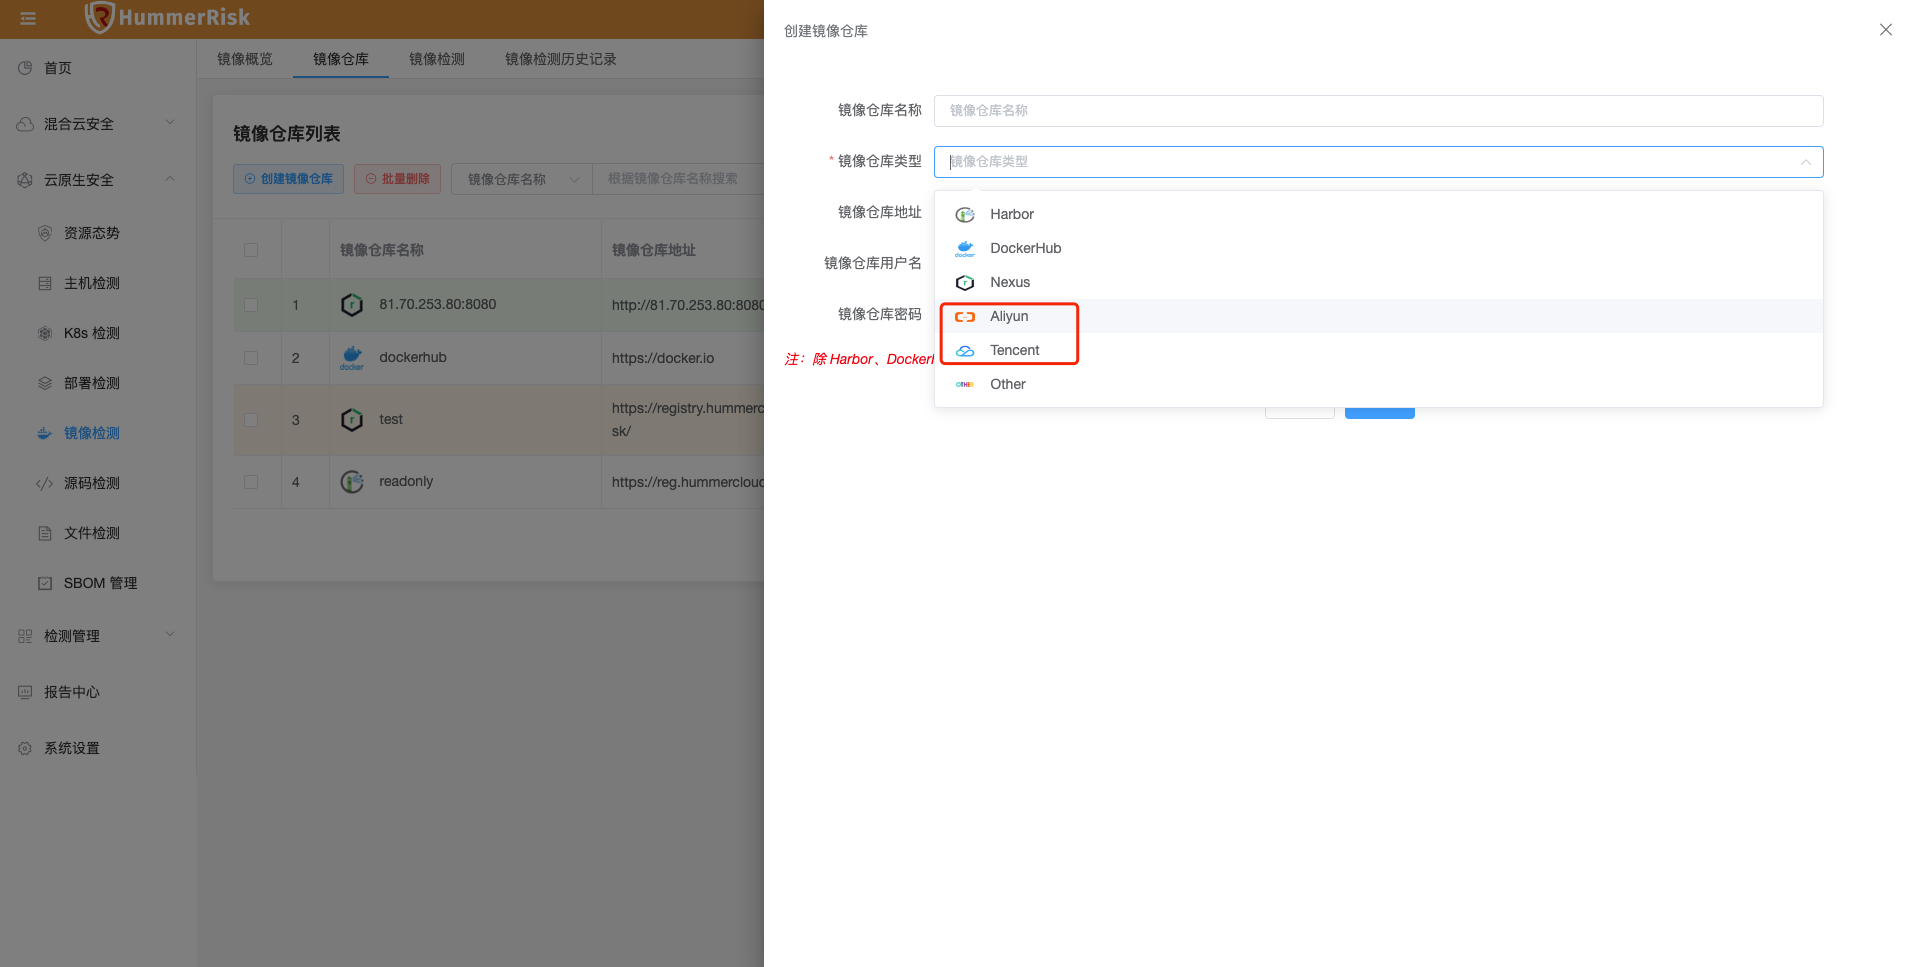 HummerRisk
首页
混合云安全
云原生安全
资源态势
主机检测
K8s 检测
部署检测
镜像检测
源码检测
文件检测
SBOM 管理
检测管理
报告中心
系统设置
镜像概览
镜像仓库
镜像检测
镜像检测历史记录
镜像仓库列表
创建镜像仓库
批量删除
镜像仓库名称
根据镜像仓库名称搜索
镜像仓库名称
镜像仓库地址
1
81.70.253.80:8080
http://81.70.253.80:8080
2
docker
dockerhub
https://docker.io
3
test
https://registry.hummerc
sk/
4
readonly
https://reg.hummercloud
创建镜像仓库
镜像仓库名称
镜像仓库名称
* 镜像仓库类型
镜像仓库类型
镜像仓库地址
镜像仓库用户名
镜像仓库密码
注：除 Harbor、Docker
Harbor
docker
DockerHub
Nexus
Aliyun
Tencent
OTHER
Other